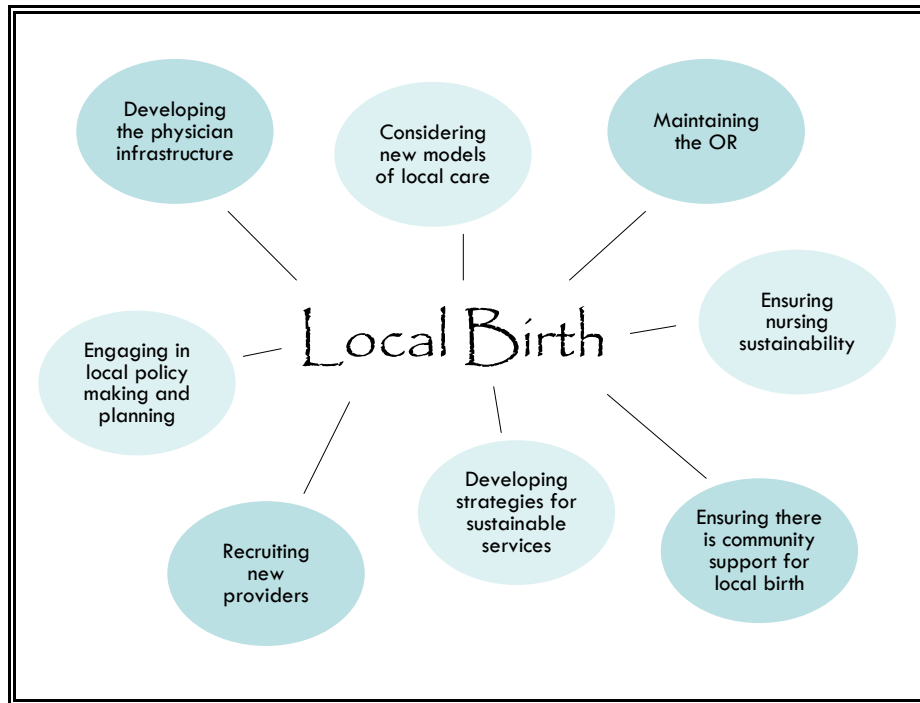 Developing
the physician
infrastructure
Considering
new models
of local care
Maintaining
the OR
Engaging in
local policy
making and
planning
Local Birth
Ensuring
nursing
sustainability
Recruiting
new
providers
Developing
strategies for
sustainable
services
Ensuring there
is community
support for
local birth